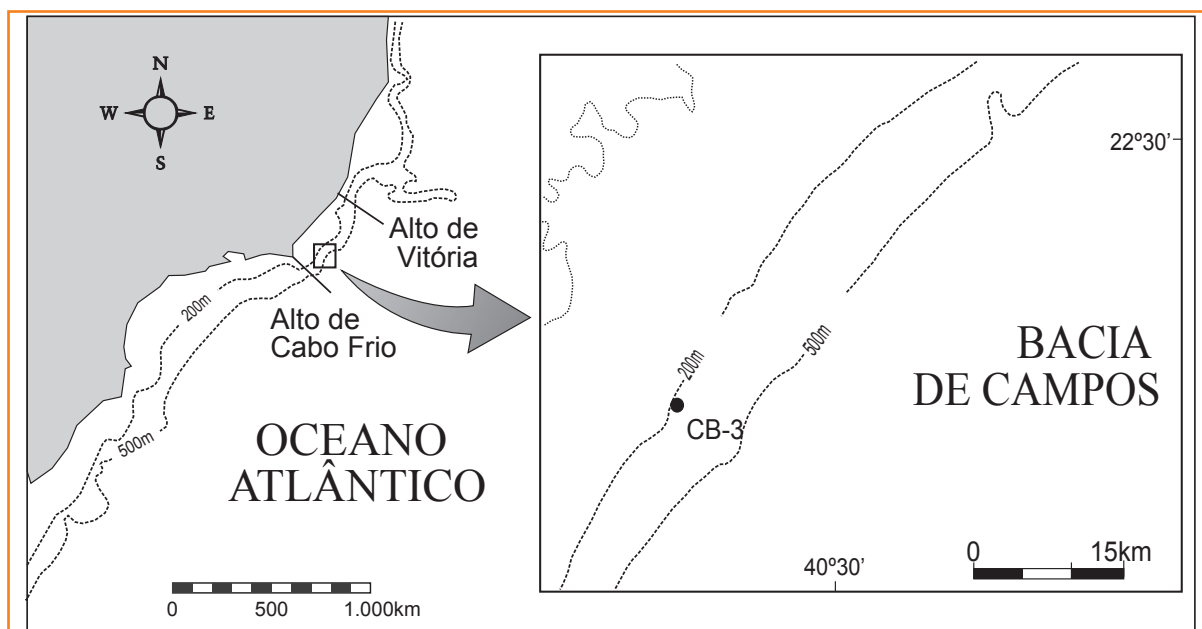 N
W
E
S
Alto de
Vitória
200m
Alto de
Cabo Frio
500m
OCEANO
ATLÂNTICO
0
500
1.000km
22º30'
200m
500m
BACIA
DE CAMPOS
CB-3
40º30'
0
15km